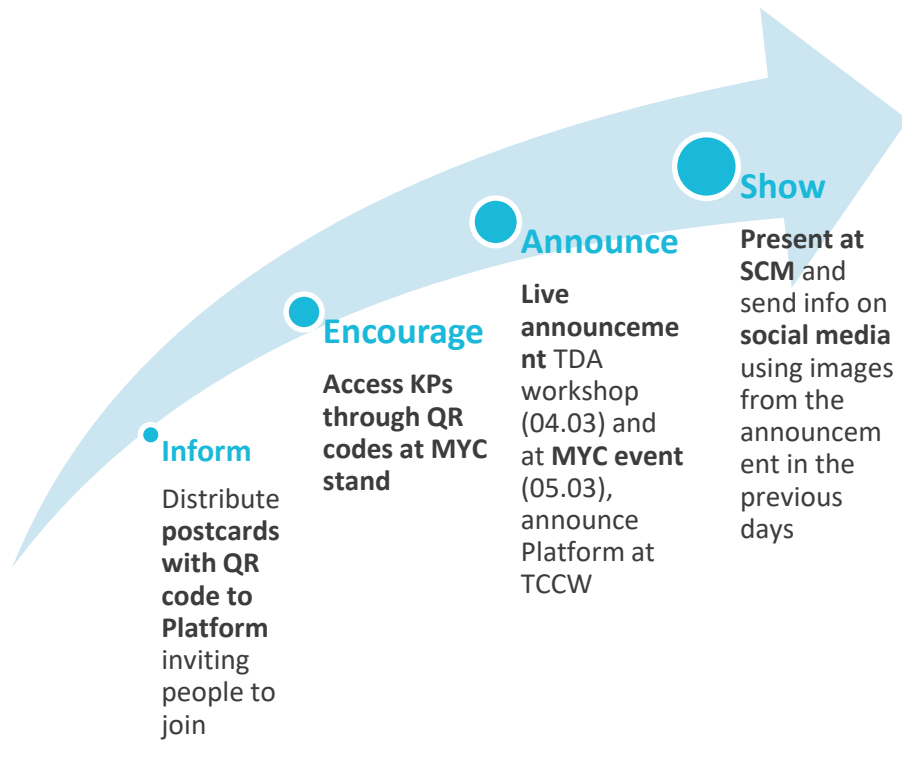 Inform
Distribute
postcards
with QR
code to
Platform
inviting
people to
join
Encourage
Access KPs
through QR
codes at MYC
stand
Announce
Live
announceme
nt TDA
workshop
(04.03) and
at MYC event
(05.03),
announce
Platform at
TCCW
Show
Present at
SCM and
send info on
social media
using images
from the
announcem
ent in the
previous
days